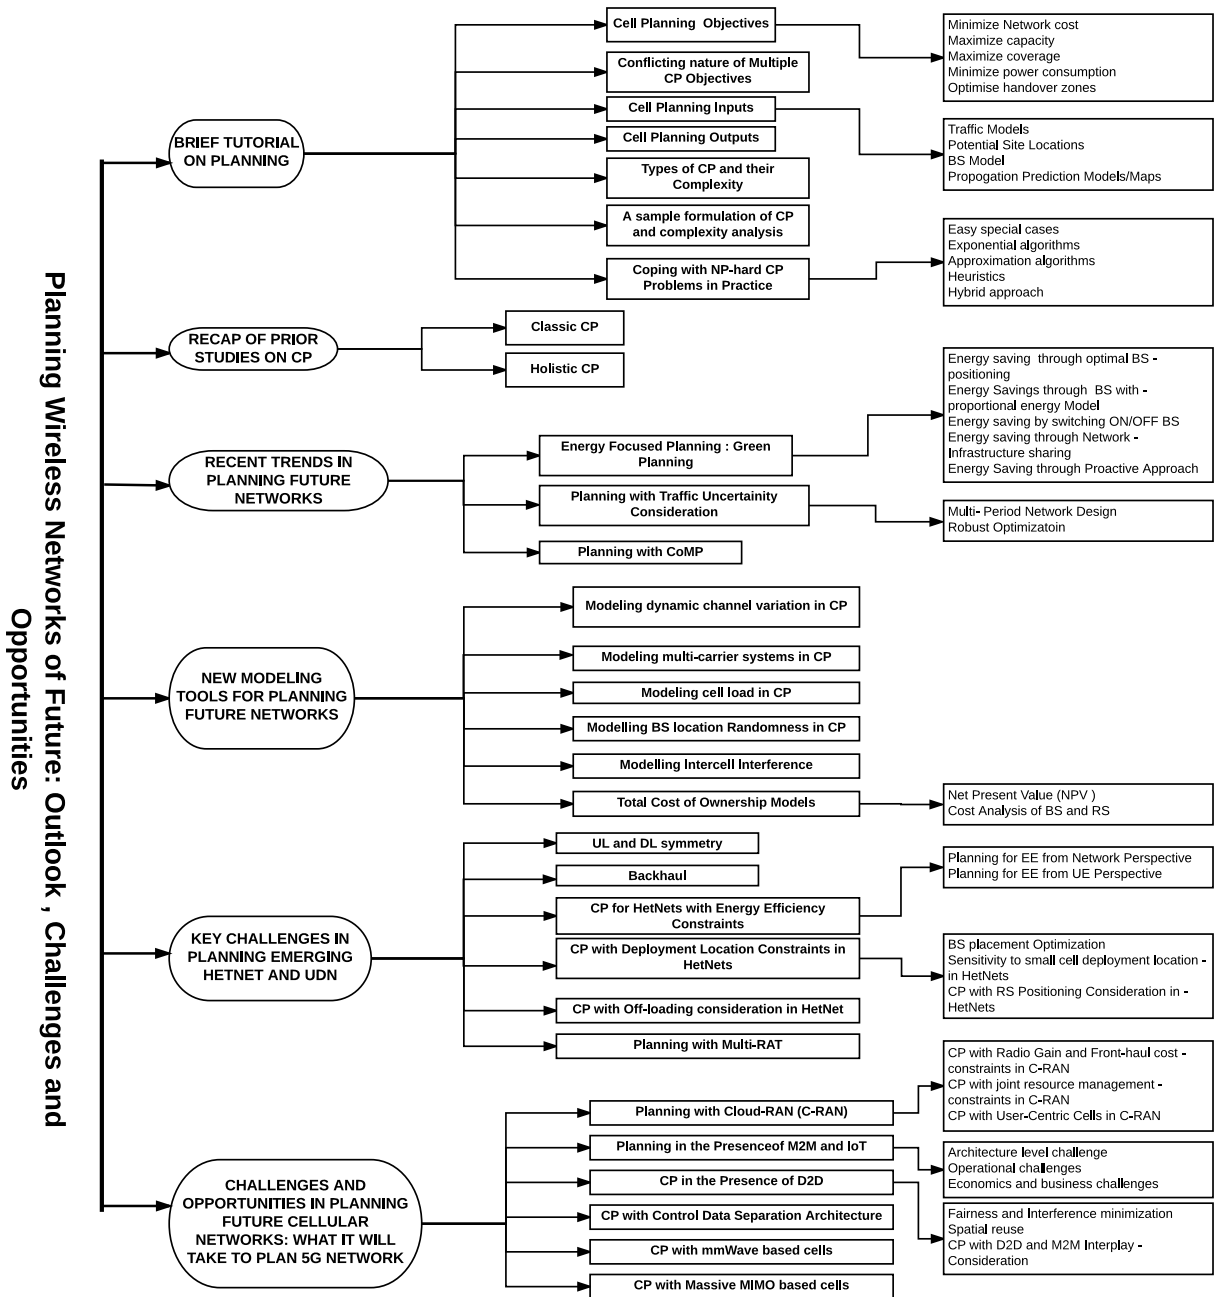 Planning Wireless Networks of Future: Outlook , Challenges and
Opportunities
BRIEF TUTORIAL
ON PLANNING
Cell Planning Objectives
Minimize Network cost
Maximize capacity
Maximize coverage
Minimize power consumption
Optimise handover zones
Conflicting nature of Multiple
CP Objectives
Cell Planning Inputs
Traffic Models
Potential Site Locations
BS Model
Propogation Prediction Models/Maps
Cell Planning Outputs
Types of CP and their
Complexity
A sample formulation of CP
and complexity analysis
Coping with NP-hard CP
Problems in Practice
Easy special cases
Exponential algorithms
Approximation algorithms
Heuristics
Hybrid approach
RECAP OF PRIOR
STUDIES ON CP
Classic CP
Holistic CP
RECENT TRENDS IN
PLANNING FUTURE
NETWORKS
Energy Focused Planning : Green
Planning
Energy saving through optimal BS -
positioning
Energy Savings through BS with -
proportional energy Model
Energy saving by switching ON/OFF BS
Energy saving through Network -
Infrastructure sharing
Energy Saving through Proactive Approach
Planning with Traffic Uncertainity
Consideration
Multi- Period Network Design
Robust Optimizatoin
Planning with CoMP
NEW MODELING
TOOLS FOR PLANNING
FUTURE NETWORKS
Modeling dynamic channel variation in CP
Modeling multi-carrier systems in CP
Modeling cell load in CP
Modelling BS location Randomness in CP
Modelling Intercell Interference
Total Cost of Ownership Models
Net Present Value (NPV )
Cost Analysis of BS and RS
KEY CHALLENGES IN
PLANNING EMERGING
HETNET AND UDN
UL and DL symmetry
Backhaul
CP for HetNets with Energy Efficiency
Constraints
Planning for EE from Network Perspective
Planning for EE from UE Perspective
CP with Deployment Location Constraints in
HetNets
BS placement Optimization
Sensitivity to small cell deployment location -
in HetNets
CP with RS Positioning Consideration in -
HetNets
CP with Off-loading consideration in HetNet
Planning with Multi-RAT
CHALLENGES AND
OPPORTUNITIES IN PLANNING
FUTURE CELLULAR
NETWORKS: WHAT IT WILL
TAKE TO PLAN 5G NETWORK
Planning with Cloud-RAN (C-RAN)
CP with Radio Gain and Front-haul cost -
constraints in C-RAN
CP with joint resource management -
constraints in C-RAN
CP with User-Centric Cells in C-RAN
Planning in the Presenceof M2M and IoT
Architecture level challenge
Operational challenges
Economics and business challenges
CP in the Presence of D2D
Fairness and Interference minimization
Spatial reuse
CP with D2D and M2M Interplay -
Consideration
CP with Control Data Separation Architecture
CP with mmWave based cells
CP with Massive MIMO based cells